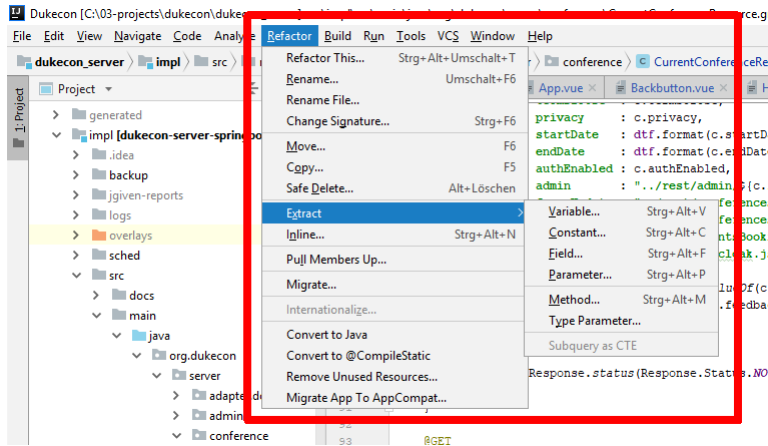 Dukecon [C:\03-projects\dukecon\
File Edit View Navigate Code Refactor Build Run Tools VCS Window Help
dukecon_server impl src conference CurrentConferenceRe
1: Project
Project
App.vue
Backbutton.vue
generated
impl [dukecon-server-springbo
.idea
backup
jgiven-reports
logs
overlays
sched
src
docs
main
java
org.dukecon
server
admin
conference
Refactor This... Strg+Alt+Umschalt+T
Rename... Umschalt+F6
Rename File...
Change Signature... Strg+F6
Move... F6
Copy... F5
Safe Delete... Alt+Löschen
Extract
Inline... Strg+Alt+N
Pull Members Up...
Migrate...
Internationalize...
Convert to Java
Convert to @CompileStatic
Remove Unused Resources...
Migrate App To AppCompat...
Variable... Strg+Alt+V
Constant... Strg+Alt+C
Field... Strg+Alt+F
Parameter... Strg+Alt+P
Method... Strg+Alt+M
Type Parameter...
Subquery as CTE
privacy : c.privacy,
startDate : dtf.format(c.startD
endDate : dtf.format(c.endDat
authEnabled : c.authEnabled,
admin : "../rest/admin/${c.
Response.status(Response.Status.NO
92
93 @GET